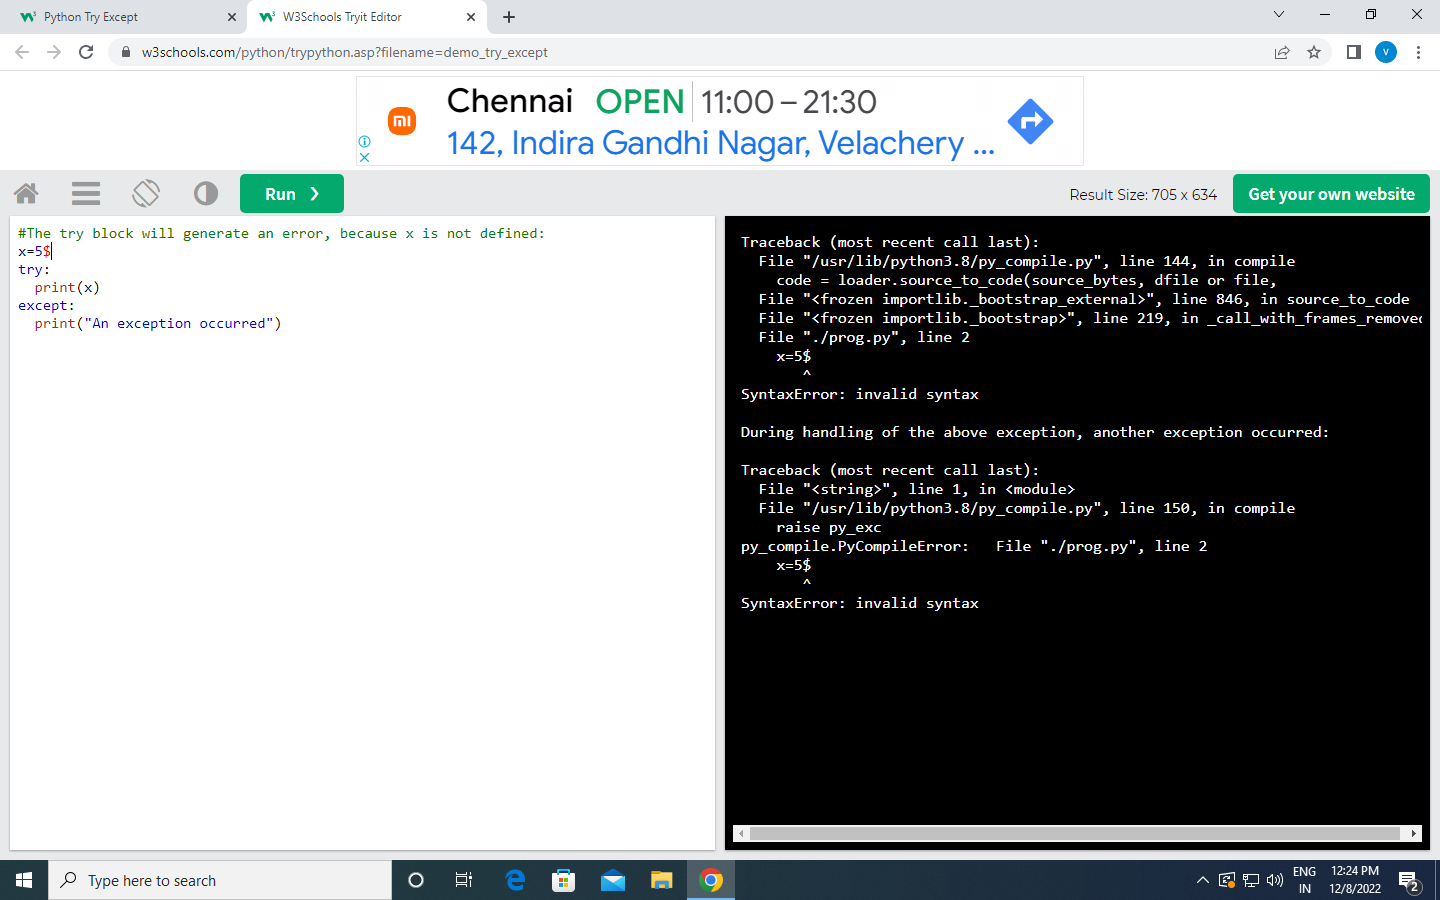 Python Try Except
W3Schools Tryit Editor
w3schools.com/python/trypython.asp?filename=demo_try_except
V
mi
Chennai OPEN 11:00 – 21:30
142, Indira Gandhi Nagar, Velachery ...
Run ❯
Result Size: 705 x 634
Get your own website
#The try block will generate an error, because x is not defined:
x=5$
try:
  print(x)
except:
  print("An exception occurred")
Traceback (most recent call last):
  File "/usr/lib/python3.8/py_compile.py", line 144, in compile
    code = loader.source_to_code(source_bytes, dfile or file,
  File "<frozen importlib._bootstrap_external>", line 846, in source_to_code
  File "<frozen importlib._bootstrap>", line 219, in _call_with_frames_removed
  File "./prog.py", line 2
    x=5$
       ^
SyntaxError: invalid syntax
During handling of the above exception, another exception occurred:
Traceback (most recent call last):
  File "<string>", line 1, in <module>
  File "/usr/lib/python3.8/py_compile.py", line 150, in compile
    raise py_exc
py_compile.PyCompileError:   File "./prog.py", line 2
    x=5$
       ^
SyntaxError: invalid syntax
Type here to search
ENG
IN
12:24 PM
12/8/2022
2